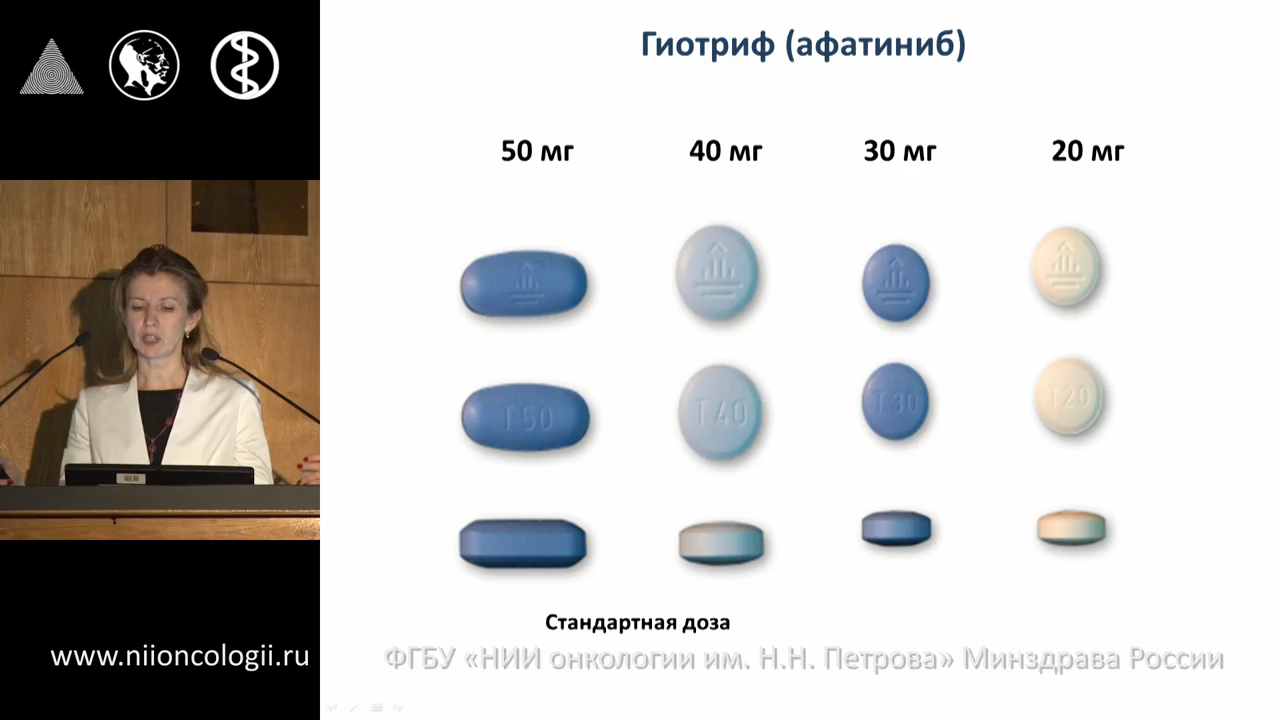 Гиотриф (афатиниб)
50 мг
40 мг
30 мг
20 мг
T50
T40
T30
T20
Стандартная доза
www.niioncologii.ru
ФГБУ «НИИ онкологии им. Н.Н. Петрова» Минздрава России